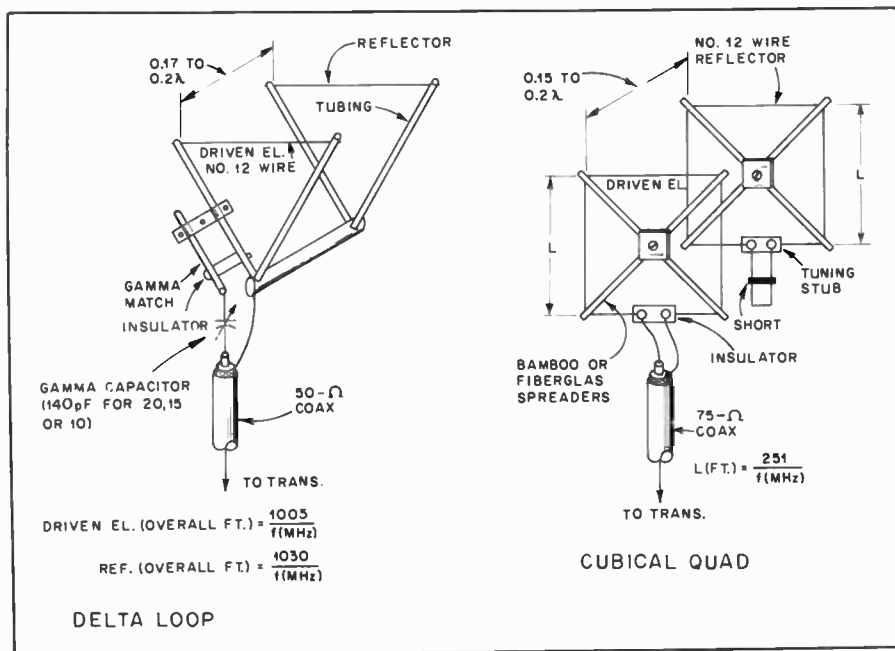 0.17 TO
0.2λ
REFLECTOR
TUBING
DRIVEN EL.
NO. 12 WIRE
GAMMA
MATCH
INSULATOR
GAMMA CAPACITOR
(140pF FOR 20,15
OR 10)
50-Ω
COAX
TO TRANS.
DRIVEN EL. (OVERALL FT.) = 1005
f(MHz)
REF. (OVERALL FT.) = 1030
f(MHz)
DELTA LOOP
NO. 12 WIRE
REFLECTOR
0.15 TO
0.2λ
DRIVEN EL.
L
L
TUNING
STUB
SHORT
INSULATOR
BAMBOO OR
FIBERGLAS
SPREADERS
75-Ω
COAX
L(FT.) = 251
f(MHz)
TO TRANS.
CUBICAL QUAD